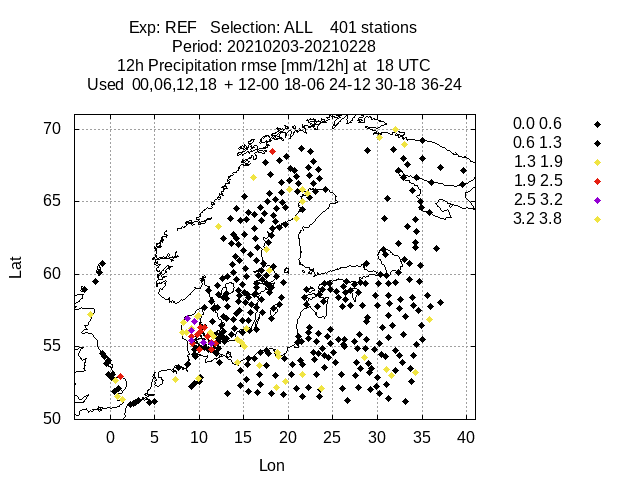 Exp: REF   Selection: ALL    401 stations
Period: 20210203-20210228
12h Precipitation rmse [mm/12h] at  18 UTC
Used  00,06,12,18  + 12-00 18-06 24-12 30-18 36-24
70
65
60
55
50
Lat
0 5 10 15 20 25 30 35 40
Lon
0.0 0.6
0.6 1.3
1.3 1.9
1.9 2.5
2.5 3.2
3.2 3.8